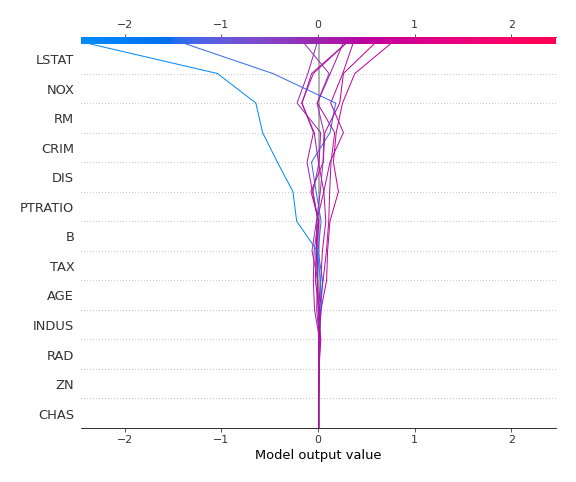 −2 −1 0 1 2
LSTAT
NOX
RM
CRIM
DIS
PTRATIO
B
TAX
AGE
INDUS
RAD
ZN
CHAS
−2 −1 0 1 2
Model output value